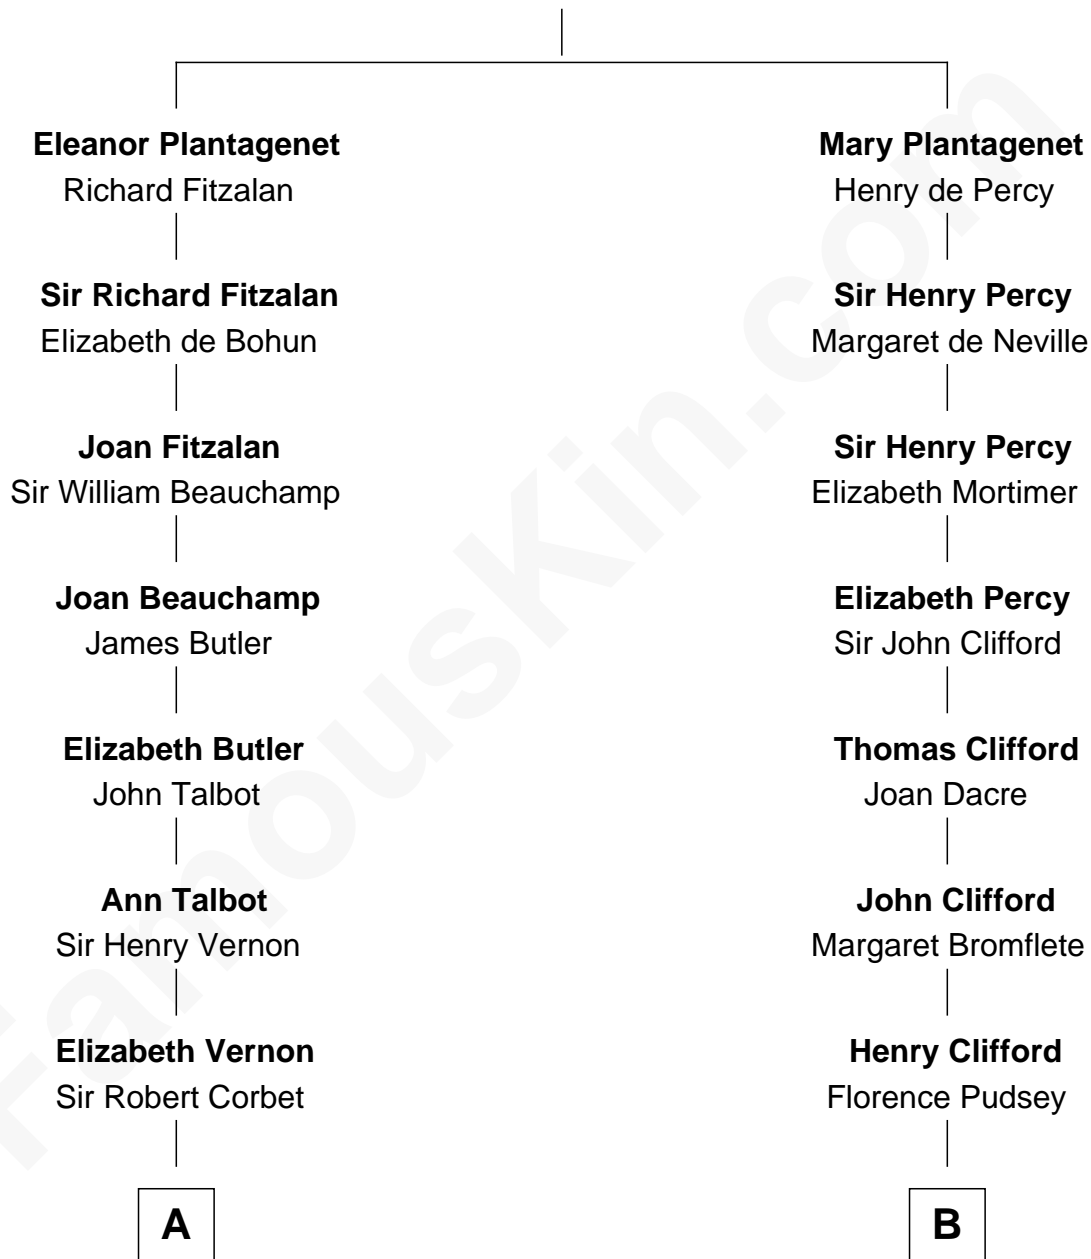 Eleanor Plantagenet
Richard Fitzalan
Sir Richard Fitzalan
Elizabeth de Bohun
Joan Fitzalan
Sir William Beauchamp
Joan Beauchamp
James Butler
Elizabeth Butler
John Talbot
Ann Talbot
Sir Henry Vernon
Elizabeth Vernon
Sir Robert Corbet
A
Mary Plantagenet
Henry de Percy
Sir Henry Percy
Margaret de Neville
Sir Henry Percy
Elizabeth Mortimer
Elizabeth Percy
Sir John Clifford
Thomas Clifford
Joan Dacre
John Clifford
Margaret Bromflete
Henry Clifford
Florence Pudsey
B
FamousKin.com